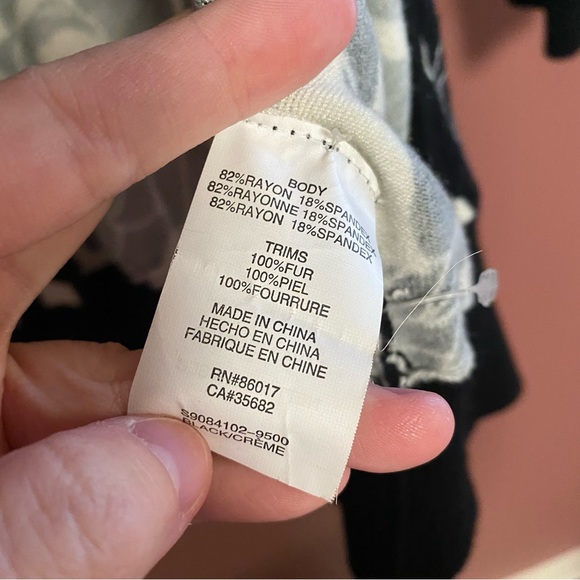 BODY
82%RAYON 18%SPANDEX
82%RAYONNE 18%SPANDEX
82%RAYON 18%SPANDEX
TRIMS
100%FUR
100%PIEL
100%FOURRURE
MADE IN CHINA
HECHO EN CHINA
FABRIQUE EN CHINE
RN#86017
CA#35682
S9084102-9500
BLACK/CRÈME